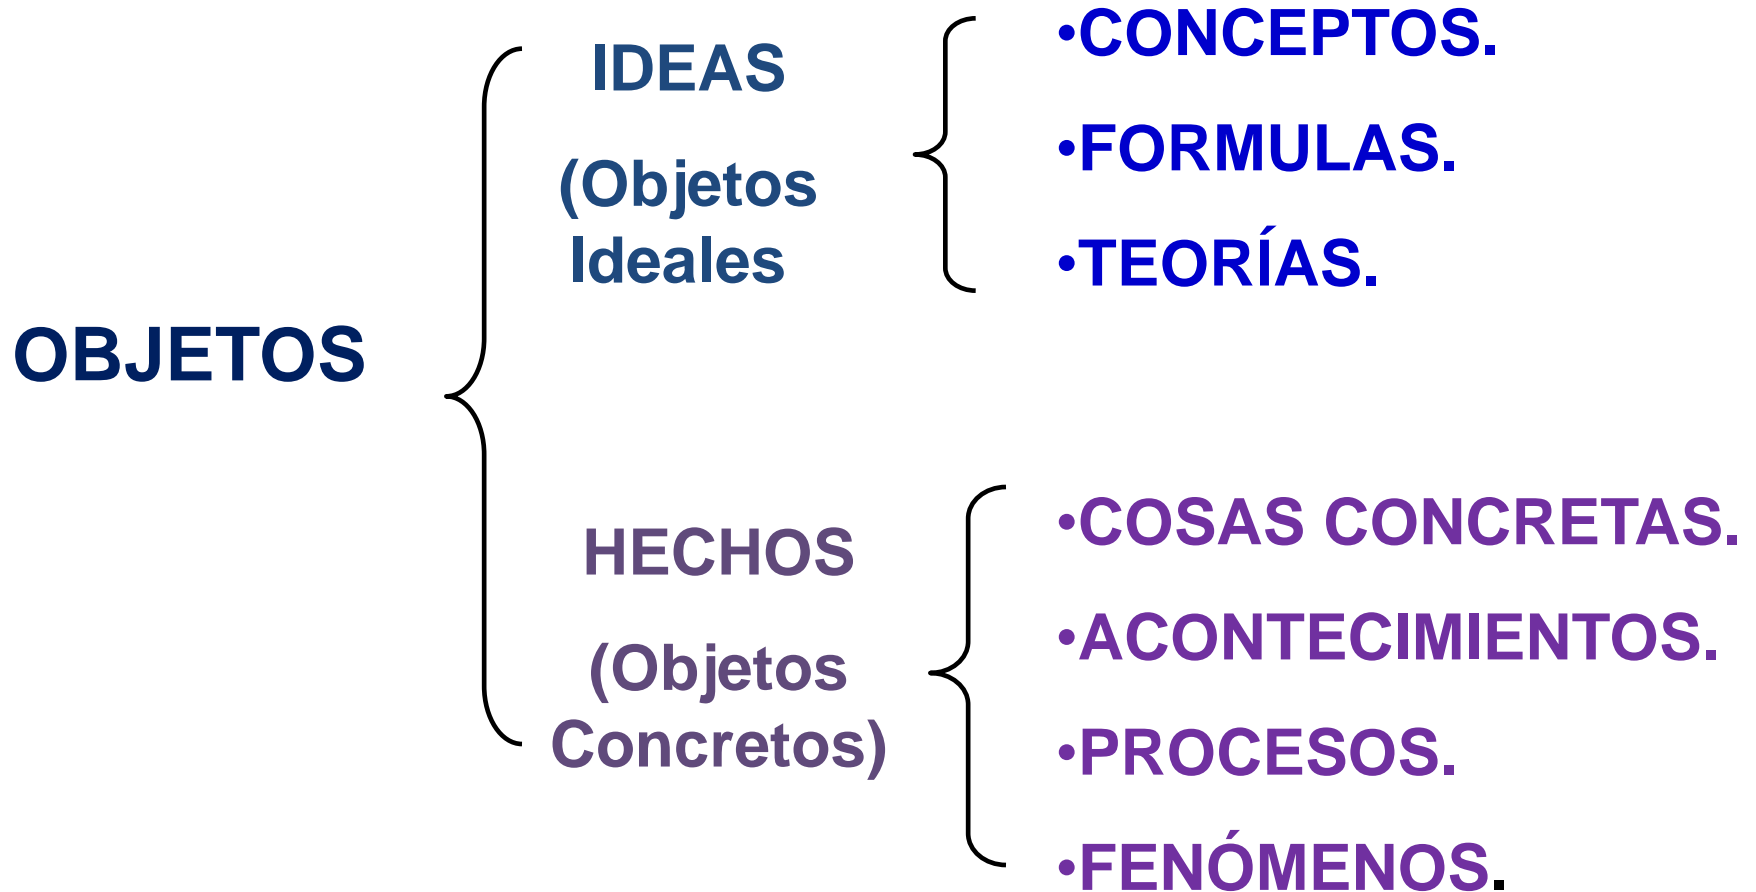 OBJETOS
IDEAS
(Objetos
Ideales
•CONCEPTOS.
•FORMULAS.
•TEORÍAS.
HECHOS
(Objetos
Concretos)
•COSAS CONCRETAS.
•ACONTECIMIENTOS.
•PROCESOS.
•FENÓMENOS.